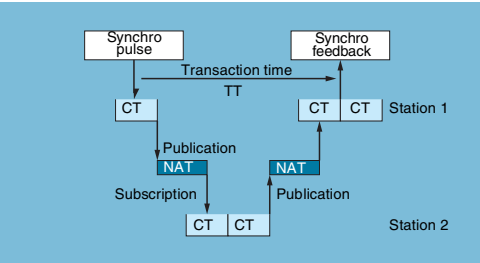 Synchro
pulse
Synchro
feedback
Transaction time
TT
CT
CT CT Station 1
Publication
NAT NAT
Subscription Publication
CT CT Station 2